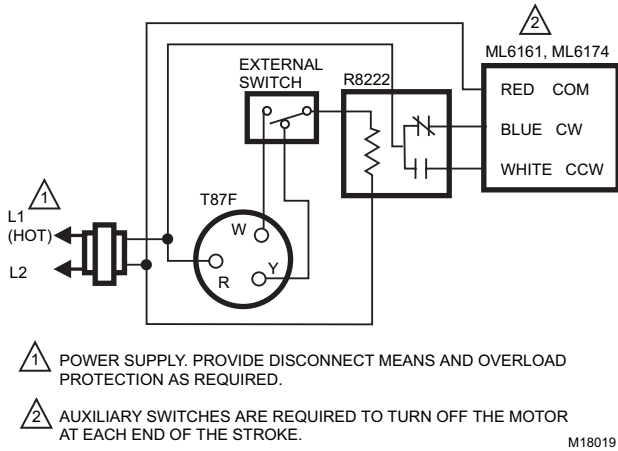 2
ML6161, ML6174
EXTERNAL
SWITCH
R8222
RED COM
BLUE CW
WHITE CCW
1
L1
(HOT)
L2
T87F
W
R
Y
1 POWER SUPPLY. PROVIDE DISCONNECT MEANS AND OVERLOAD
PROTECTION AS REQUIRED.
2 AUXILIARY SWITCHES ARE REQUIRED TO TURN OFF THE MOTOR
AT EACH END OF THE STROKE.
M18019